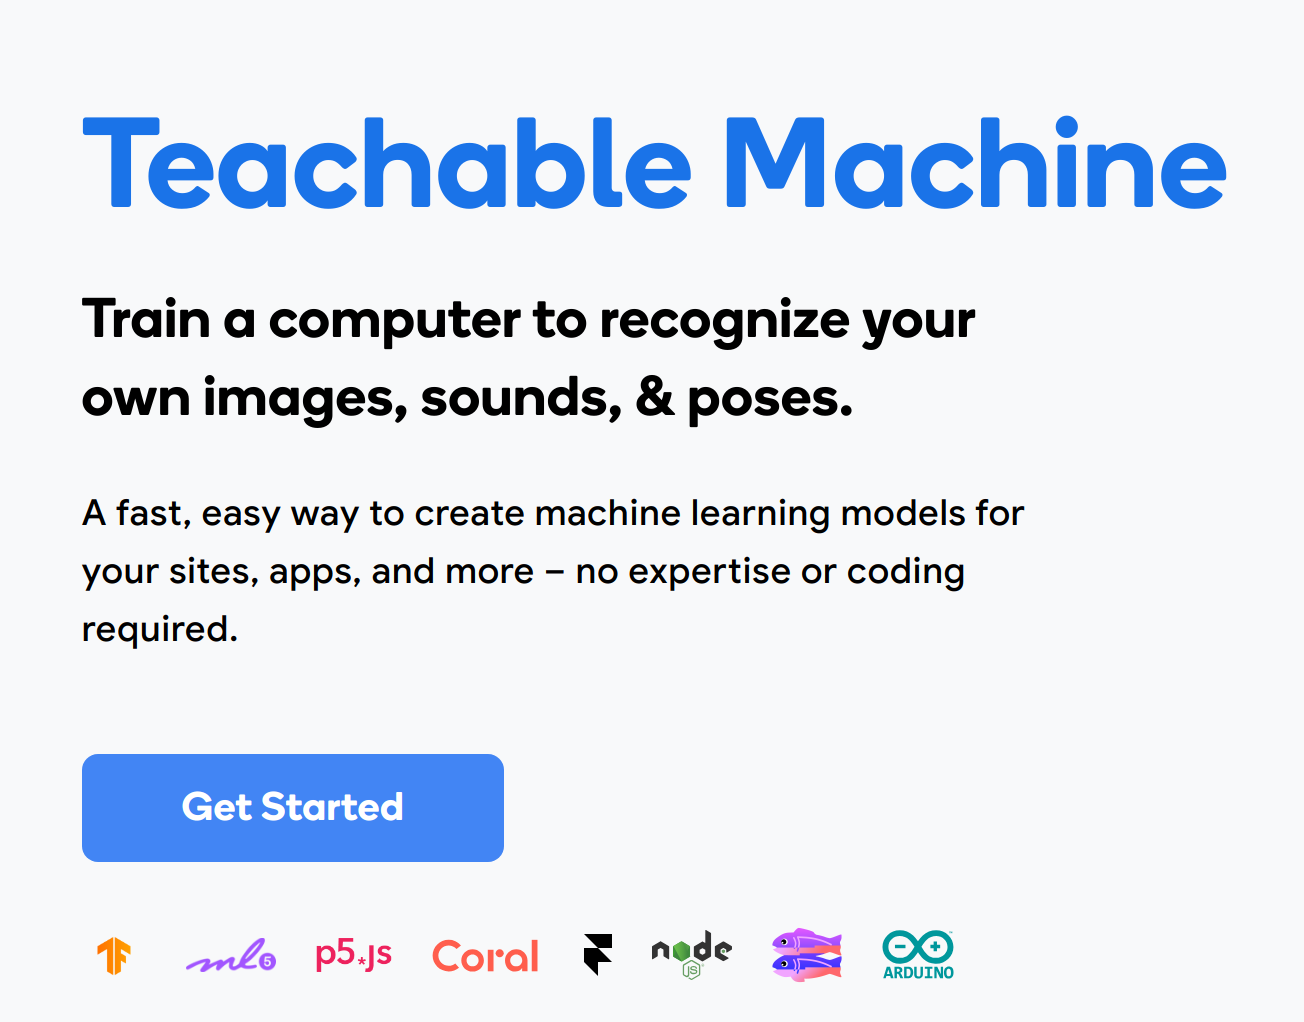 Teachable Machine
Train a computer to recognize your
own images, sounds, & poses.
A fast, easy way to create machine learning models for
your sites, apps, and more – no expertise or coding
required.
Get Started
TF ml5 p5.js Coral node JS ARDUINO